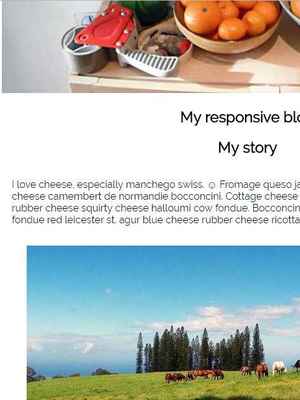 My responsive blo
My story
I love cheese, especially manchego swiss. ☺ Fromage queso ja
cheese camembert de normandie bocconcini. Cottage cheese
rubber cheese squirty cheese halloumi cow fondue. Bocconcin
fondue red leicester st. agur blue cheese rubber cheese ricotta